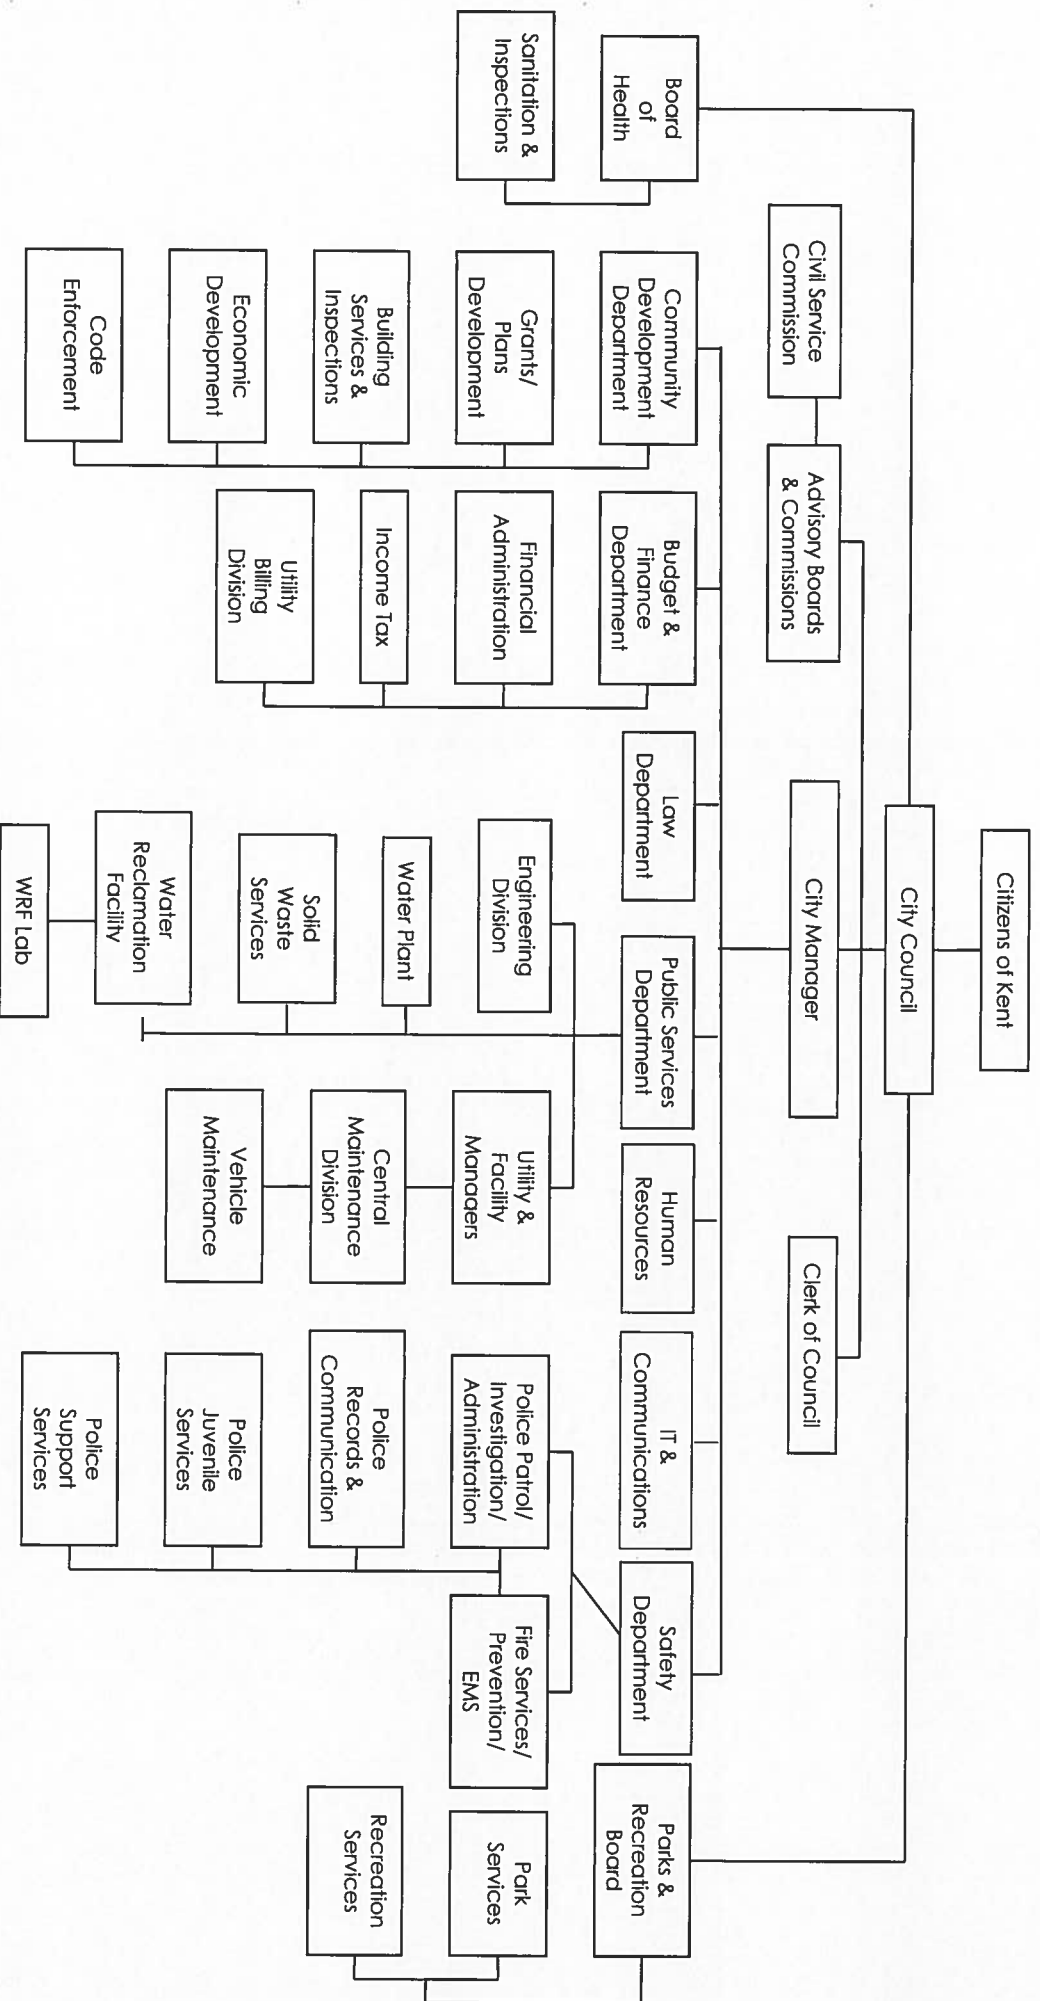 Citizens of Kent
City Council
City Manager
Clerk of Council
Advisory Boards
& Commissions
Civil Service
Commission
Board
of
Health
Sanitation &
Inspections
Community
Development
Department
Grants/
Plans
Development
Building
Services &
Inspections
Economic
Development
Code
Enforcement
Budget &
Finance
Department
Financial
Administration
Income Tax
Utility
Billing
Division
Law
Department
Public Services
Department
Engineering
Division
Water Plant
Solid
Waste
Services
Water
Reclamation
Facility
WRF Lab
Utility &
Facility
Managers
Central
Maintenance
Division
Vehicle
Maintenance
Human
Resources
IT &
Communications
Safety
Department
Police Patrol/
Investigation/
Administration
Police
Records &
Communication
Police
Juvenile
Services
Police
Support
Services
Fire Services/
Prevention/
EMS
Parks &
Recreation
Board
Park
Services
Recreation
Services